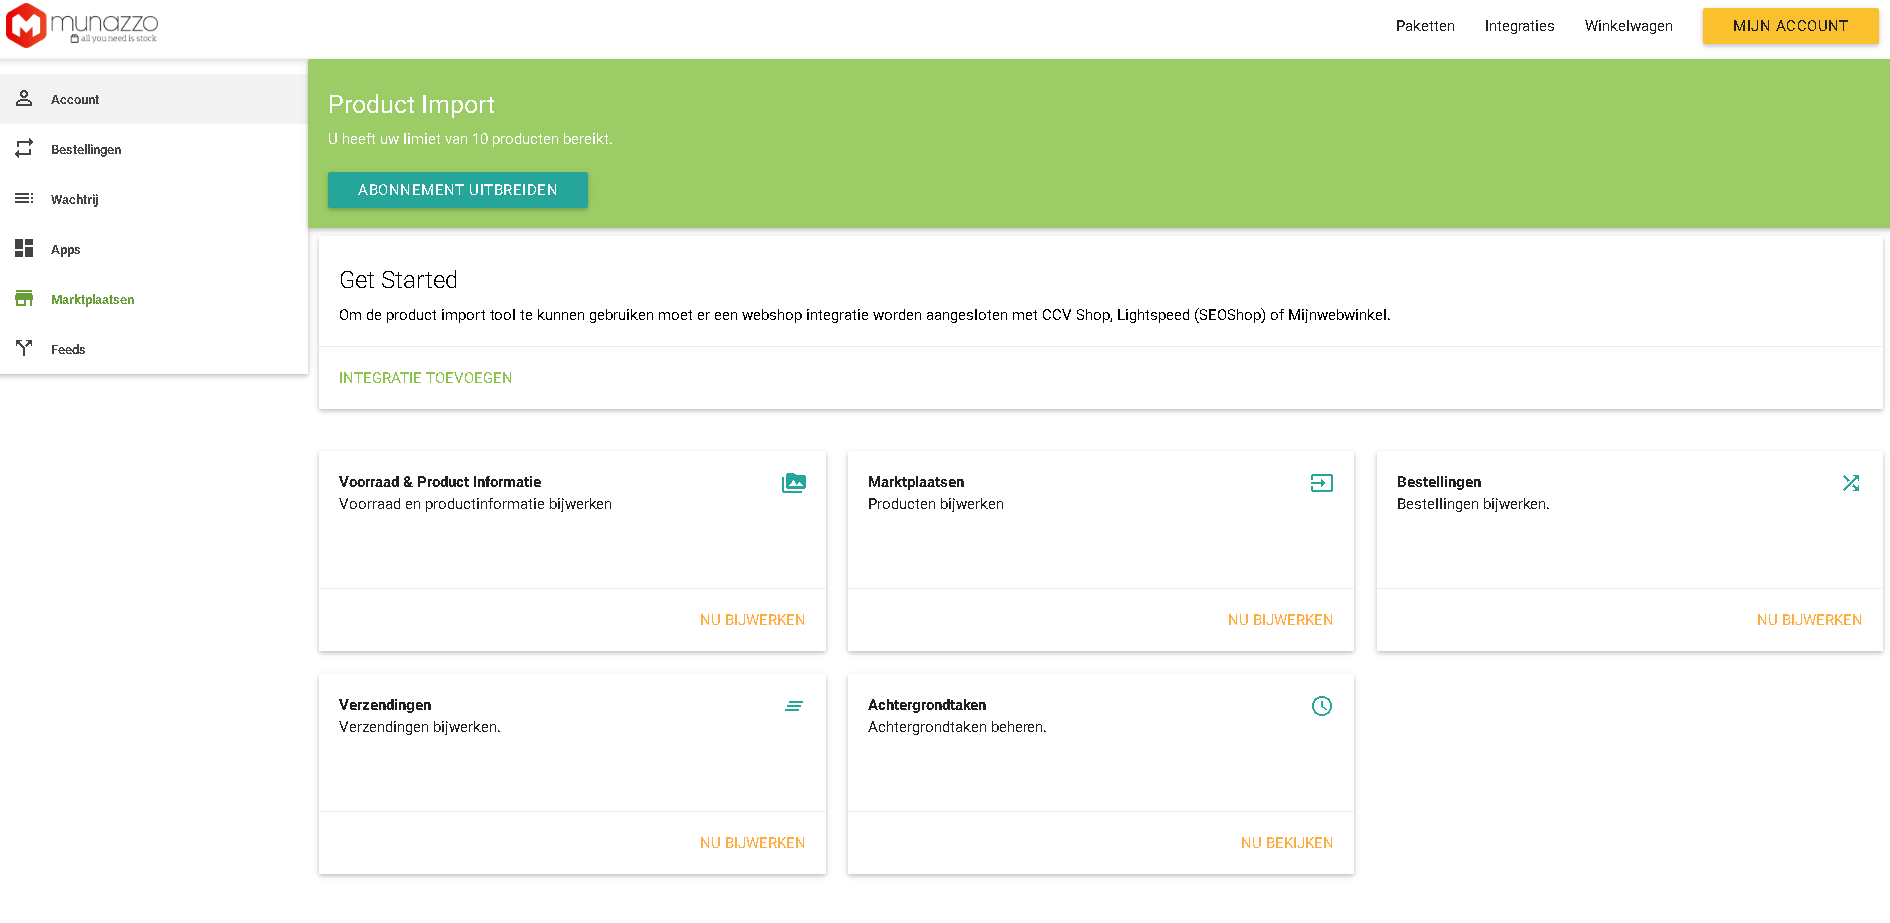 munazzo
all you need is stock
Paketten
Integraties
Winkelwagen
MIJN ACCOUNT
Account
Bestellingen
Wachtrij
Apps
Marktplaatsen
Feeds
Product Import
U heeft uw limiet van 10 producten bereikt.
ABONNEMENT UITBREIDEN
Get Started
Om de product import tool te kunnen gebruiken moet er een webshop integratie worden aangesloten met CCV Shop, Lightspeed (SEOShop) of Mijnwebwinkel.
INTEGRATIE TOEVOEGEN
Voorraad & Product Informatie
Voorraad en productinformatie bijwerken
NU BIJWERKEN
Marktplaatsen
Producten bijwerken
NU BIJWERKEN
Bestellingen
Bestellingen bijwerken.
NU BIJWERKEN
Verzendingen
Verzendingen bijwerken.
NU BIJWERKEN
Achtergrondtaken
Achtergrondtaken beheren.
NU BEKIJKEN